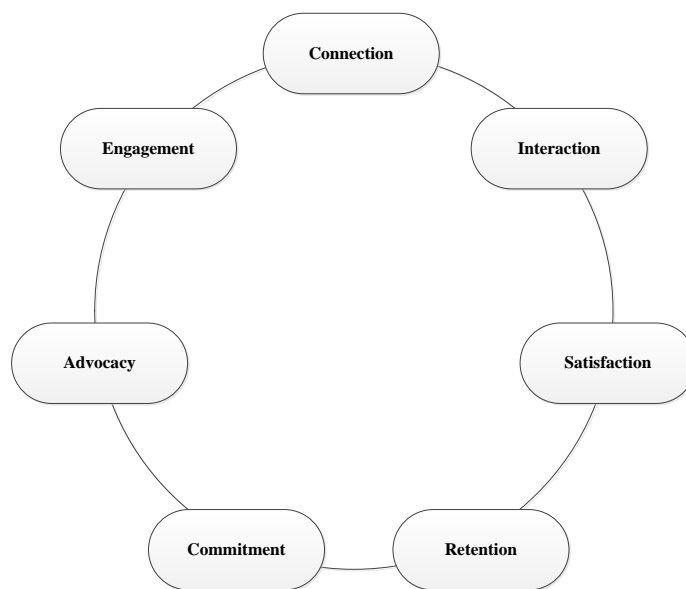 Connection
Engagement
Interaction
Advocacy
Satisfaction
Commitment
Retention